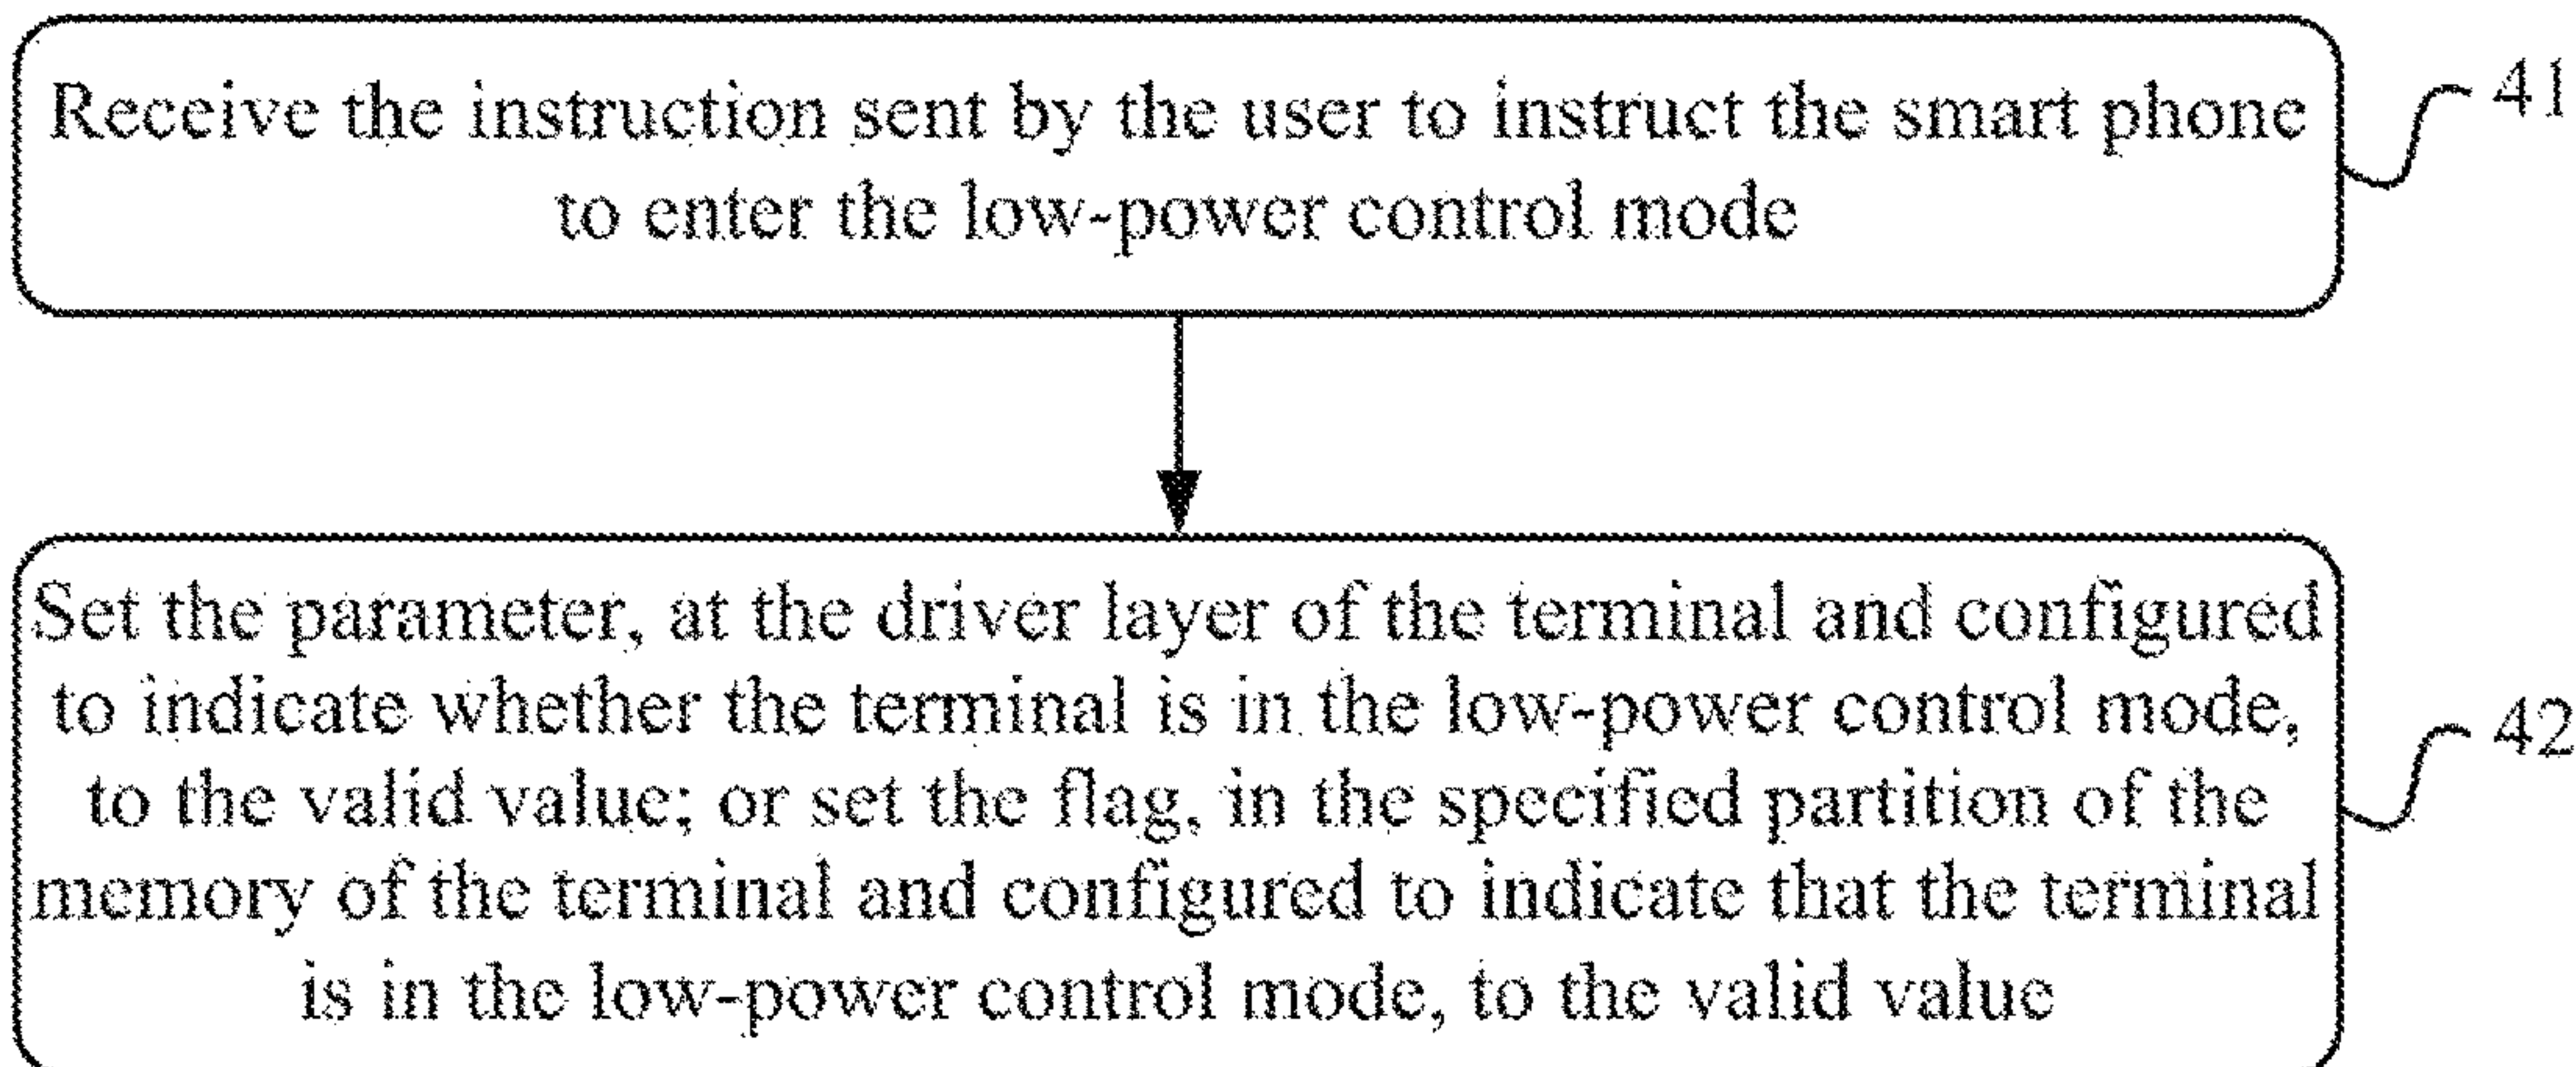 Receive the instruction sent by the user to instruct the smart phone
to enter the low-power control mode
41
Set the parameter, at the driver layer of the terminal and configured
to indicate whether the terminal is in the low-power control mode,
to the valid value; or set the flag, in the specified partition of the
memory of the terminal and configured to indicate that the terminal
is in the low-power control mode, to the valid value
42